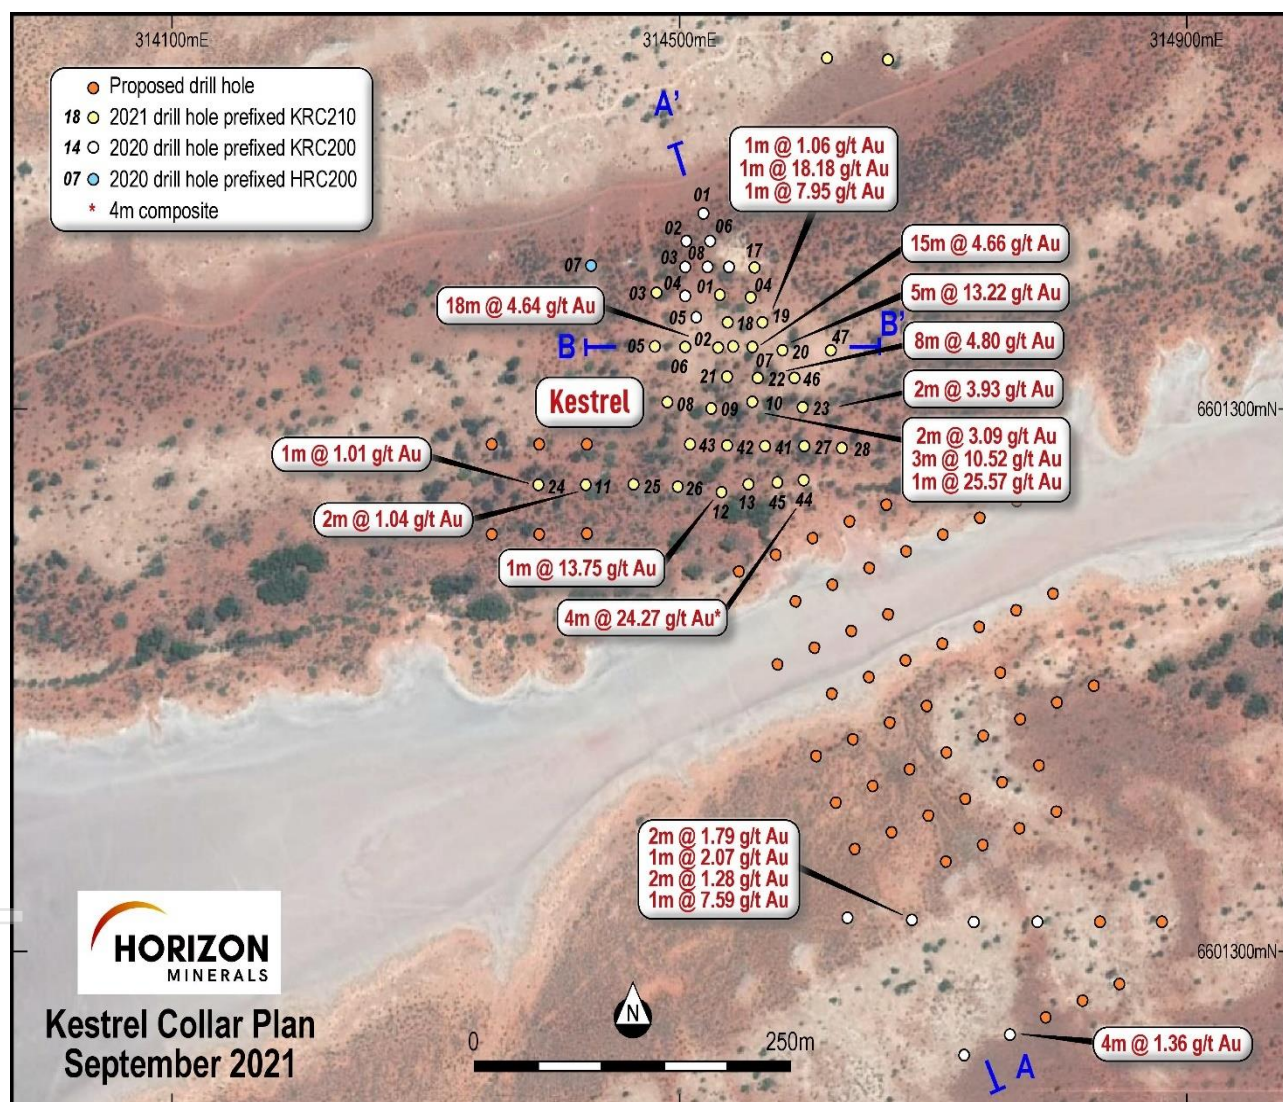 314100mE
314500mE
314900mE
Proposed drill hole
18 2021 drill hole prefixed KRC210
14 2020 drill hole prefixed KRC200
07 2020 drill hole prefixed HRC200
* 4m composite
A'
1m @ 1.06 g/t Au
1m @ 18.18 g/t Au
1m @ 7.95 g/t Au
01
02 06
15m @ 4.66 g/t Au
07 03 08 17
03 04 01 04
5m @ 13.22 g/t Au
18m @ 4.64 g/t Au
05 18 19
B 05 06 02 07 20 47 B'
8m @ 4.80 g/t Au
21 22 46
Kestrel
2m @ 3.93 g/t Au
08 09 10 23
6601300mN
2m @ 3.09 g/t Au
3m @ 10.52 g/t Au
1m @ 25.57 g/t Au
43 42 41 27 28
1m @ 1.01 g/t Au
24 11 25 26 12 13 45 44
2m @ 1.04 g/t Au
1m @ 13.75 g/t Au
4m @ 24.27 g/t Au*
2m @ 1.79 g/t Au
1m @ 2.07 g/t Au
2m @ 1.28 g/t Au
1m @ 7.59 g/t Au
6601300mN
HORIZON
MINERALS
Kestrel Collar Plan
September 2021
N
0 250m
4m @ 1.36 g/t Au
A